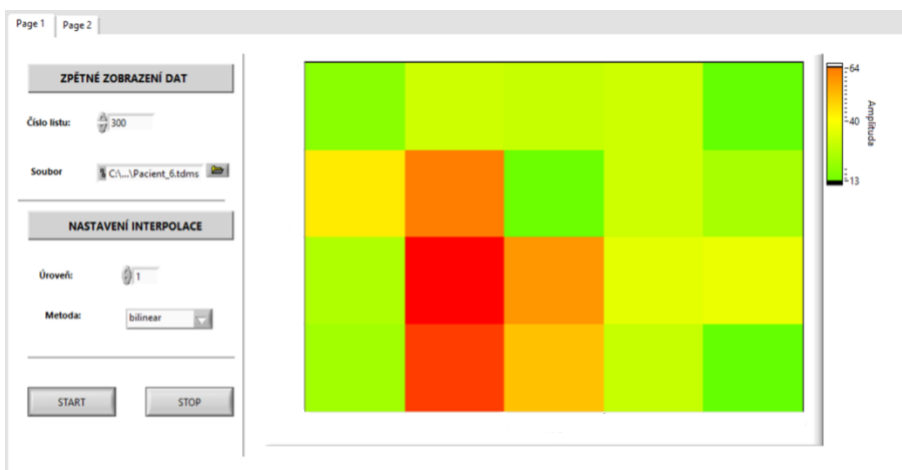 Page 1 Page 2
ZPĚTNÉ ZOBRAZENÍ DAT
Číslo listu: 300
Soubor C:\...\Pacient_6.tdms
NASTAVENÍ INTERPOLACE
Úroveň: 1
Metoda: bilinear
START STOP
64
40
13
Amplituda